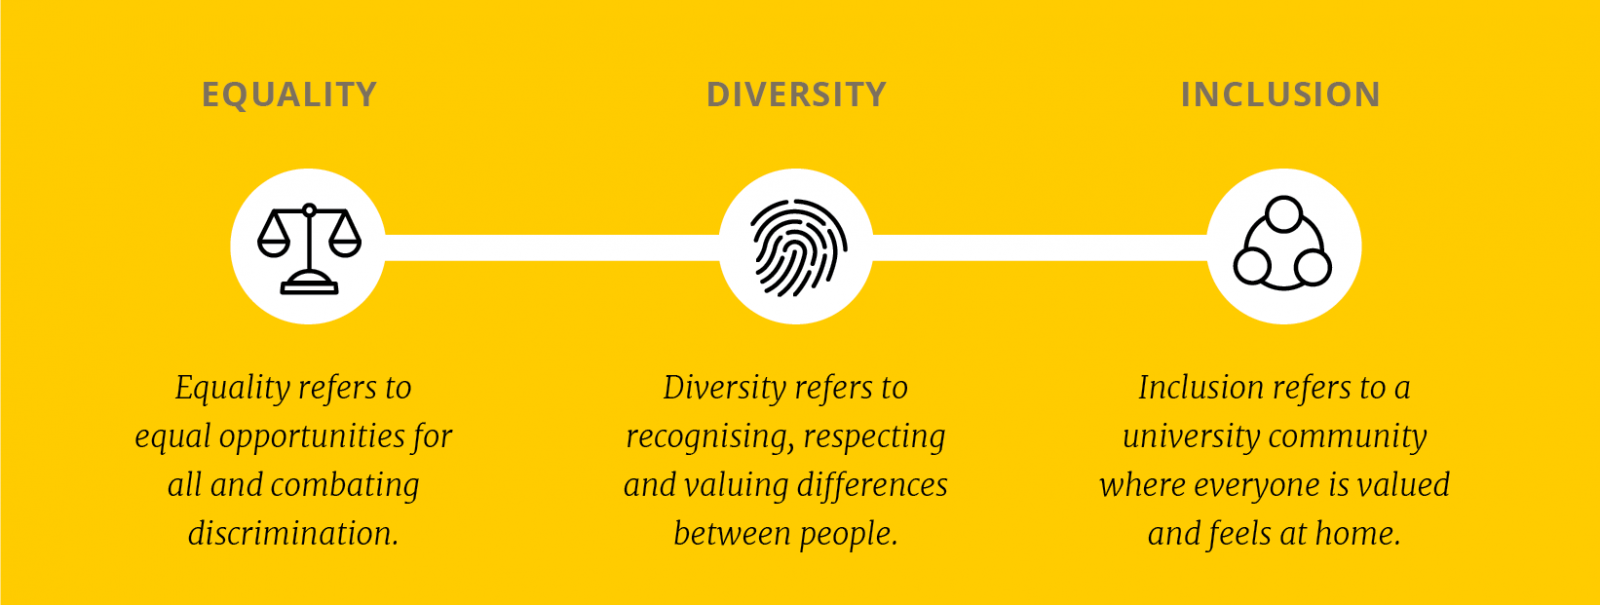 EQUALITY
DIVERSITY
INCLUSION
Equality refers to
equal opportunities for
all and combating
discrimination.
Diversity refers to
recognising, respecting
and valuing differences
between people.
Inclusion refers to a
university community
where everyone is valued
and feels at home.